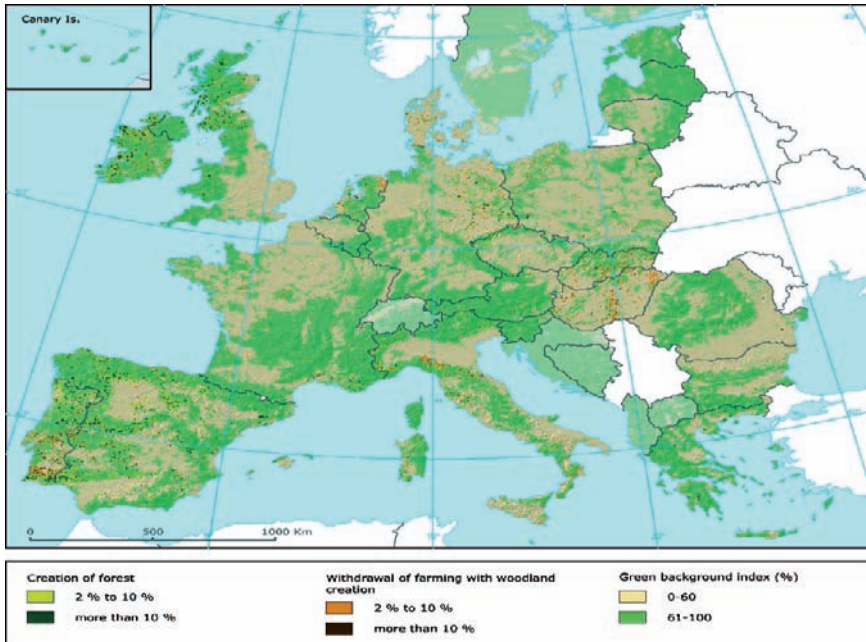 Canary Is.
0 500 1000 Km
Creation of forest
2 % to 10 %
more than 10 %
Withdrawal of farming with woodland
creation
2 % to 10 %
more than 10 %
Green background index (%)
0-60
61-100